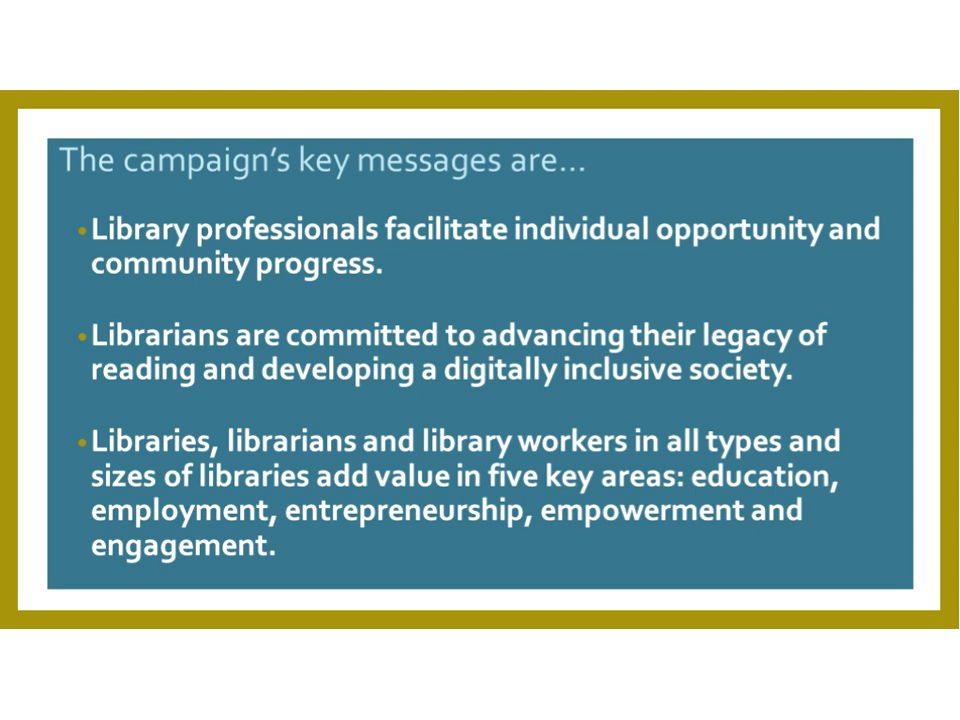 The campaign's key messages are…
•Library professionals facilitate individual opportunity and
community progress.
•Librarians are committed to advancing their legacy of
reading and developing a digitally inclusive society.
•Libraries, librarians and library workers in all types and
sizes of libraries add value in five key areas: education,
employment, entrepreneurship, empowerment and
engagement.